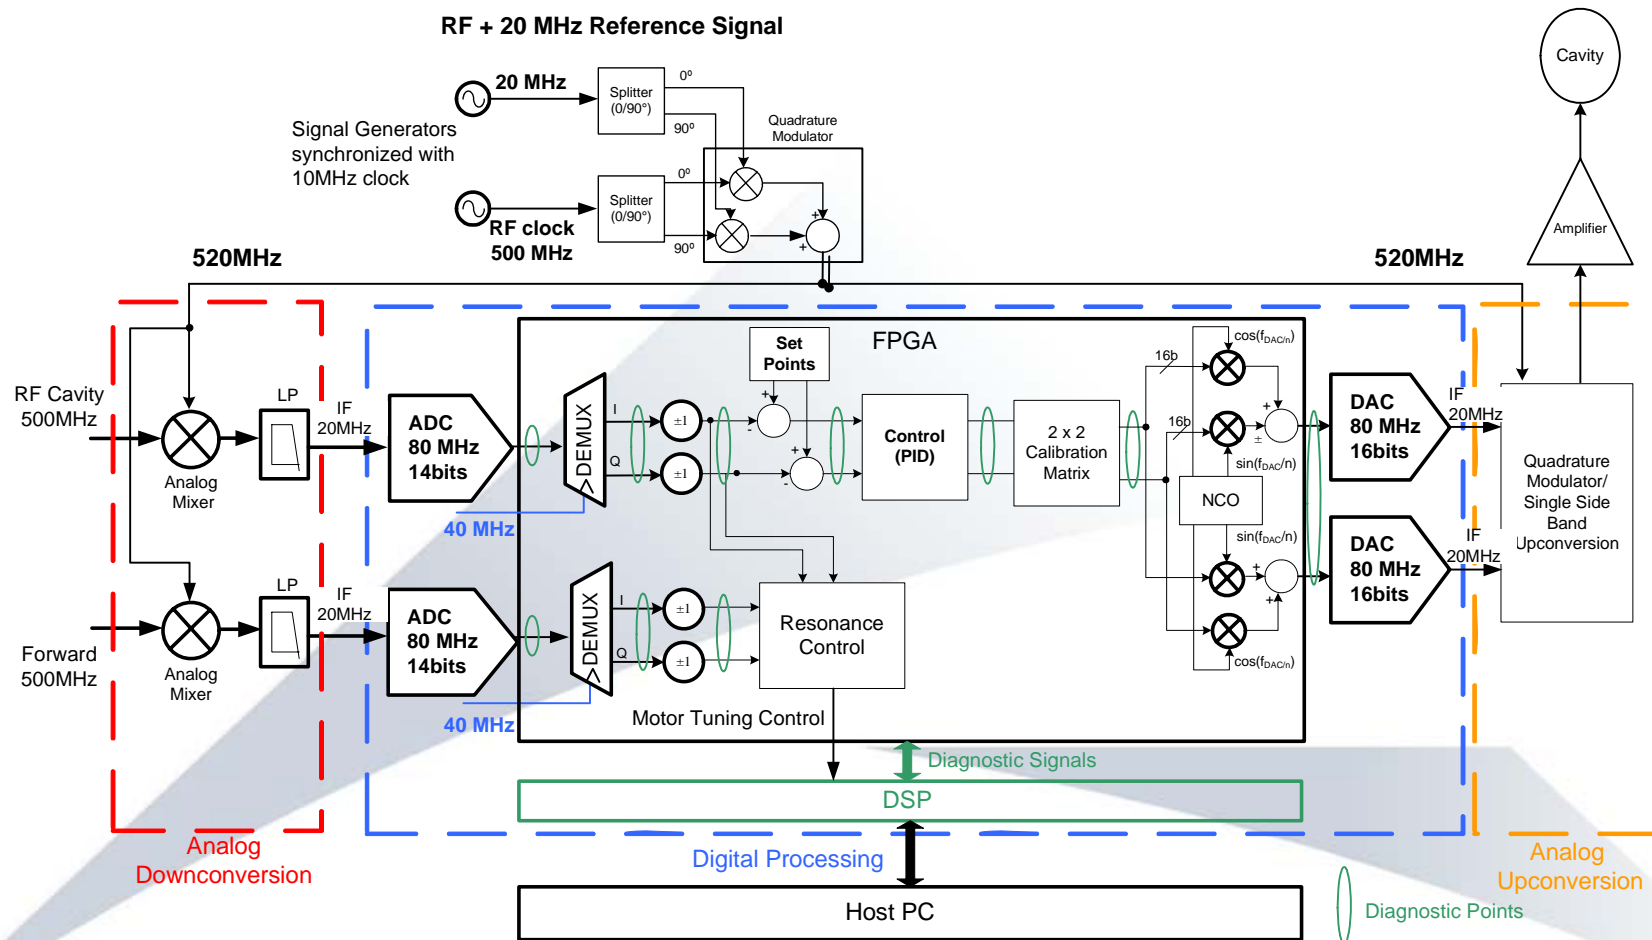 RF + 20 MHz Reference Signal
20 MHz
Splitter
(0/90°)
0º
90º
Signal Generators
synchronized with
10MHz clock
Quadrature
Modulator
RF clock
500 MHz
Splitter
(0/90°)
0º
90º
+
+
Cavity
Amplifier
520MHz
520MHz
RF Cavity
500MHz
Analog
Mixer
LP
IF
20MHz
ADC
80 MHz
14bits
>DEMUX
I
Q
40 MHz
±1
±1
Set
Points
+
-
+
-
FPGA
Control
(PID)
2 x 2
Calibration
Matrix
16b
16b
cos(fDAC/n)
sin(fDAC/n)
NCO
sin(fDAC/n)
cos(fDAC/n)
+
±
+
+
DAC
80 MHz
16bits
IF
20MHz
DAC
80 MHz
16bits
IF
20MHz
Quadrature
Modulator/
Single Side
Band
Upconversion
Forward
500MHz
Analog
Mixer
LP
IF
20MHz
ADC
80 MHz
14bits
>DEMUX
I
Q
40 MHz
±1
±1
Resonance
Control
Motor Tuning Control
Diagnostic Signals
DSP
Analog
Downconversion
Digital Processing
Analog
Upconversion
Host PC
Diagnostic Points